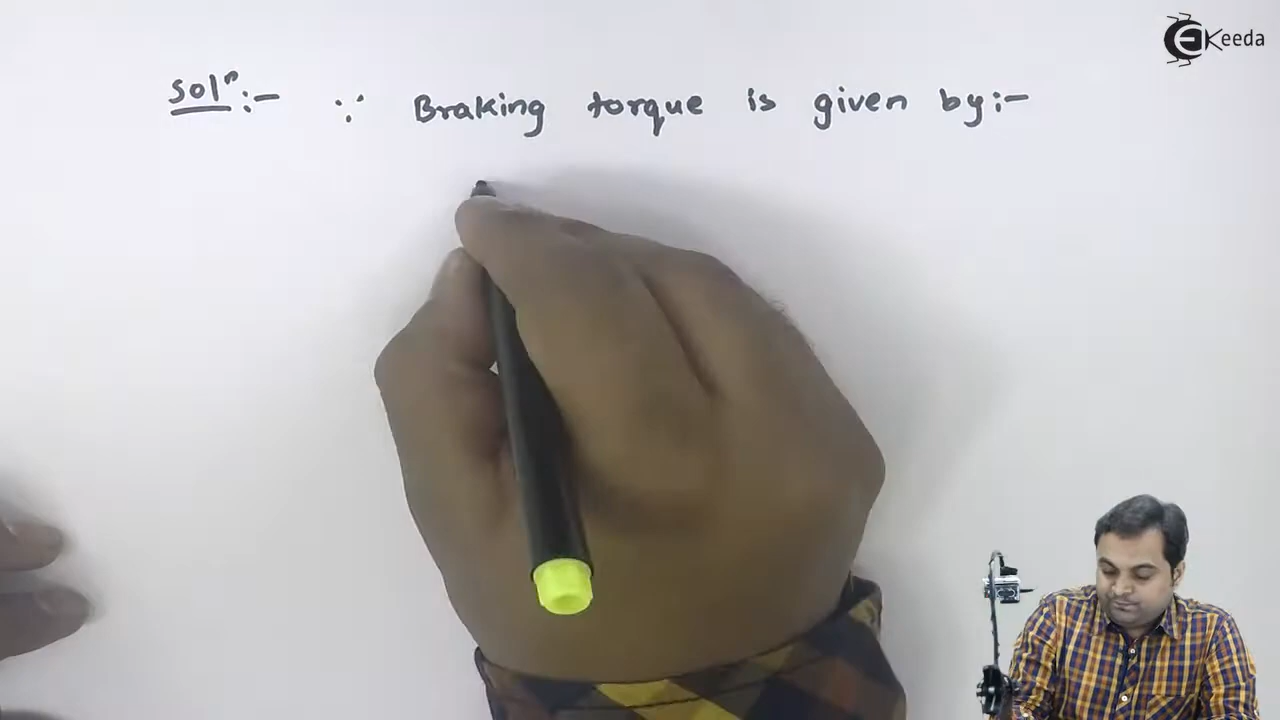 Ekeeda
Solⁿ :- ∵ Braking torque is given by:-